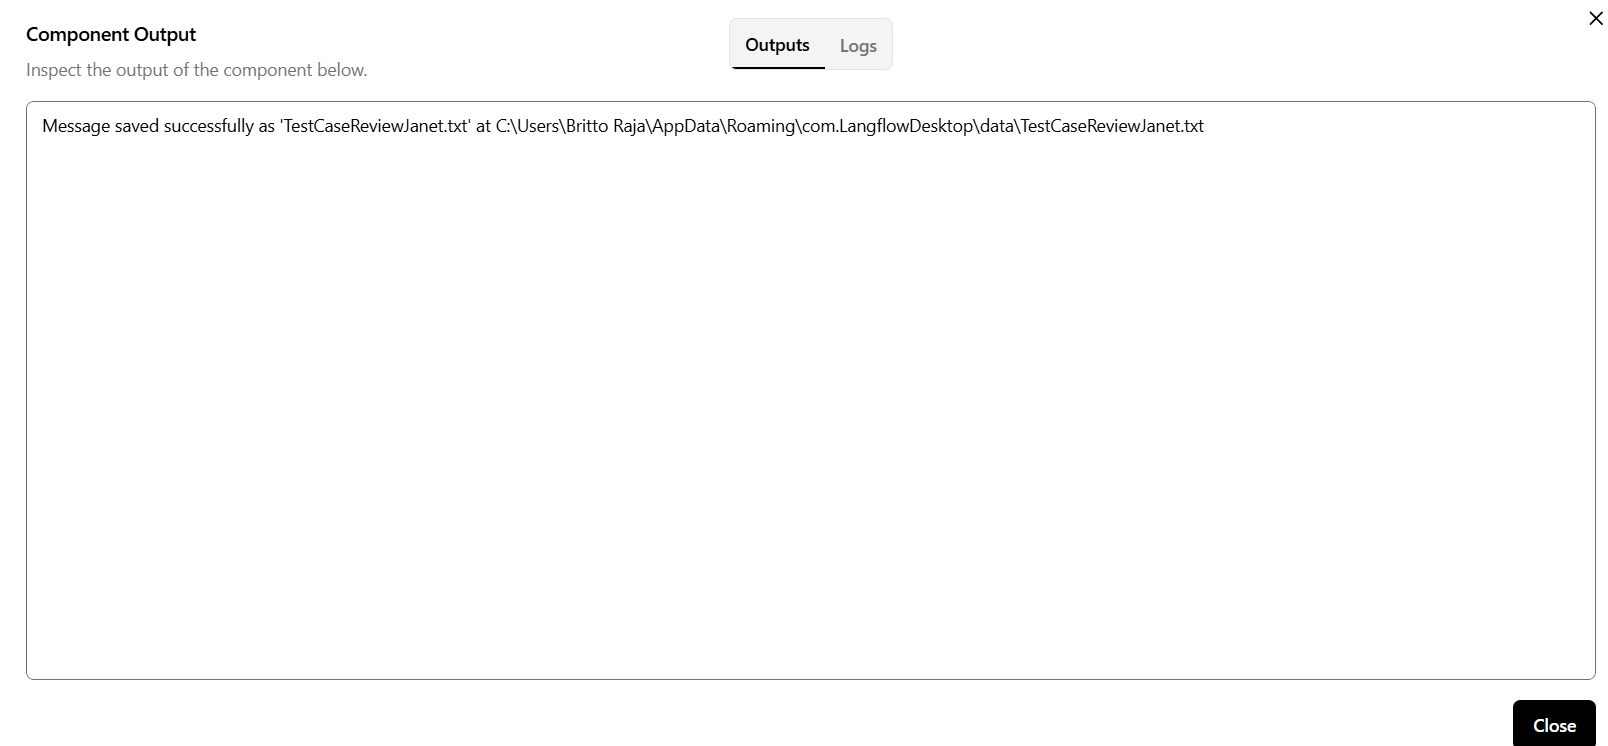 Component Output
Inspect the output of the component below.
Outputs
Logs
Message saved successfully as 'TestCaseReviewJanet.txt' at C:\Users\Britto Raja\AppData\Roaming\com.LangflowDesktop\data\TestCaseReviewJanet.txt
Close